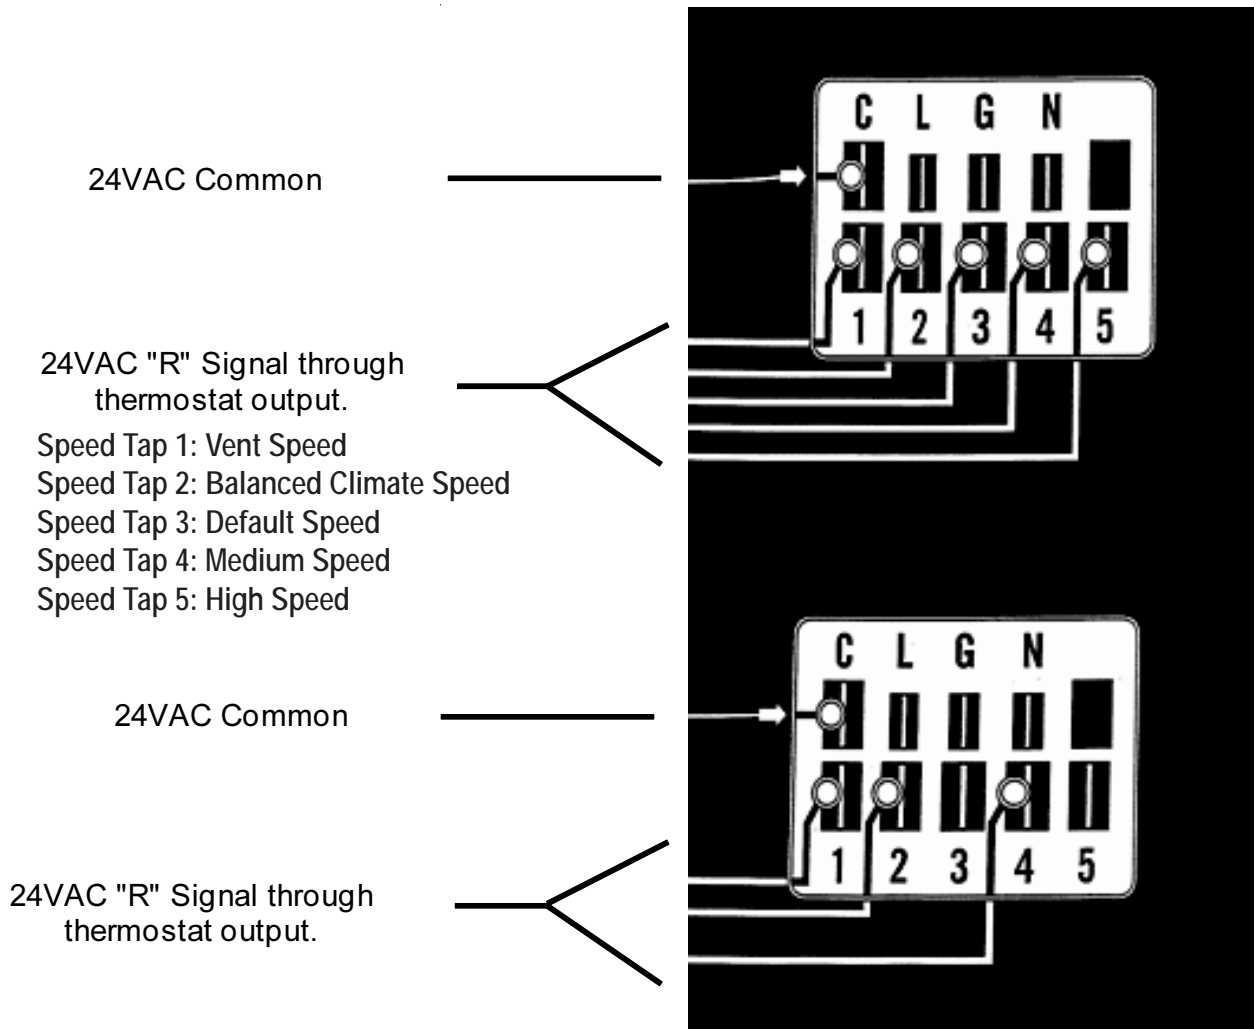 C L G N
24VAC Common
1 2 3 4 5
24VAC "R" Signal through
thermostat output.
Speed Tap 1: Vent Speed
Speed Tap 2: Balanced Climate Speed
Speed Tap 3: Default Speed
Speed Tap 4: Medium Speed
Speed Tap 5: High Speed
C L G N
24VAC Common
1 2 3 4 5
24VAC "R" Signal through
thermostat output.